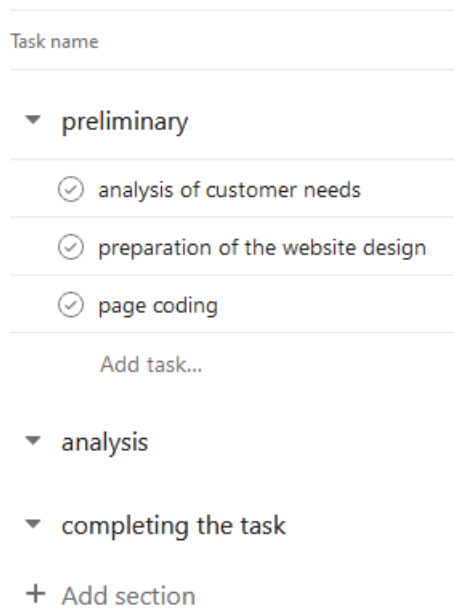 Task name
preliminary
analysis of customer needs
preparation of the website design
page coding
Add task...
analysis
completing the task
+ Add section